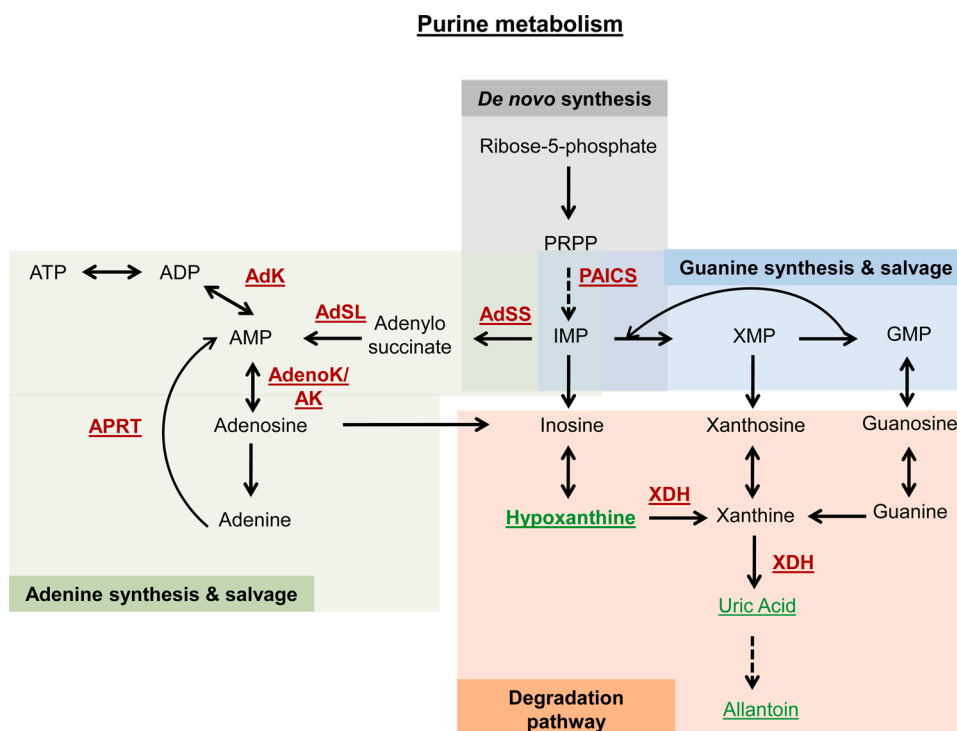 Purine metabolism
De novo synthesis
Ribose-5-phosphate
PRPP
PAICS
Guanine synthesis & salvage
ATP
ADP
AdK
AMP
AdSL
Adenylo
succinate
AdSS
IMP
XMP
GMP
AdenoK/
AK
APRT
Adenosine
Inosine
Xanthosine
Guanosine
Adenine
Hypoxanthine
XDH
Xanthine
Guanine
XDH
Adenine synthesis & salvage
Uric Acid
Degradation
pathway
Allantoin